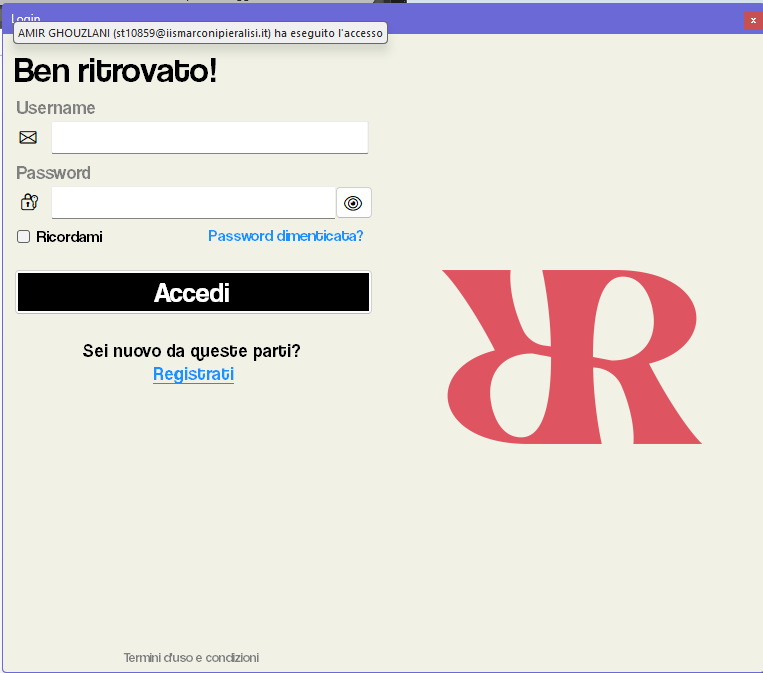 Login
AMIR GHOUZLANI (st10859@iismarconipieralisi.it) ha eseguito l'accesso
x
Ben ritrovato!
Username
Password
Ricordami
Password dimenticata?
Accedi
Sei nuovo da queste parti?
Registrati
RR
Termini d'uso e condizioni